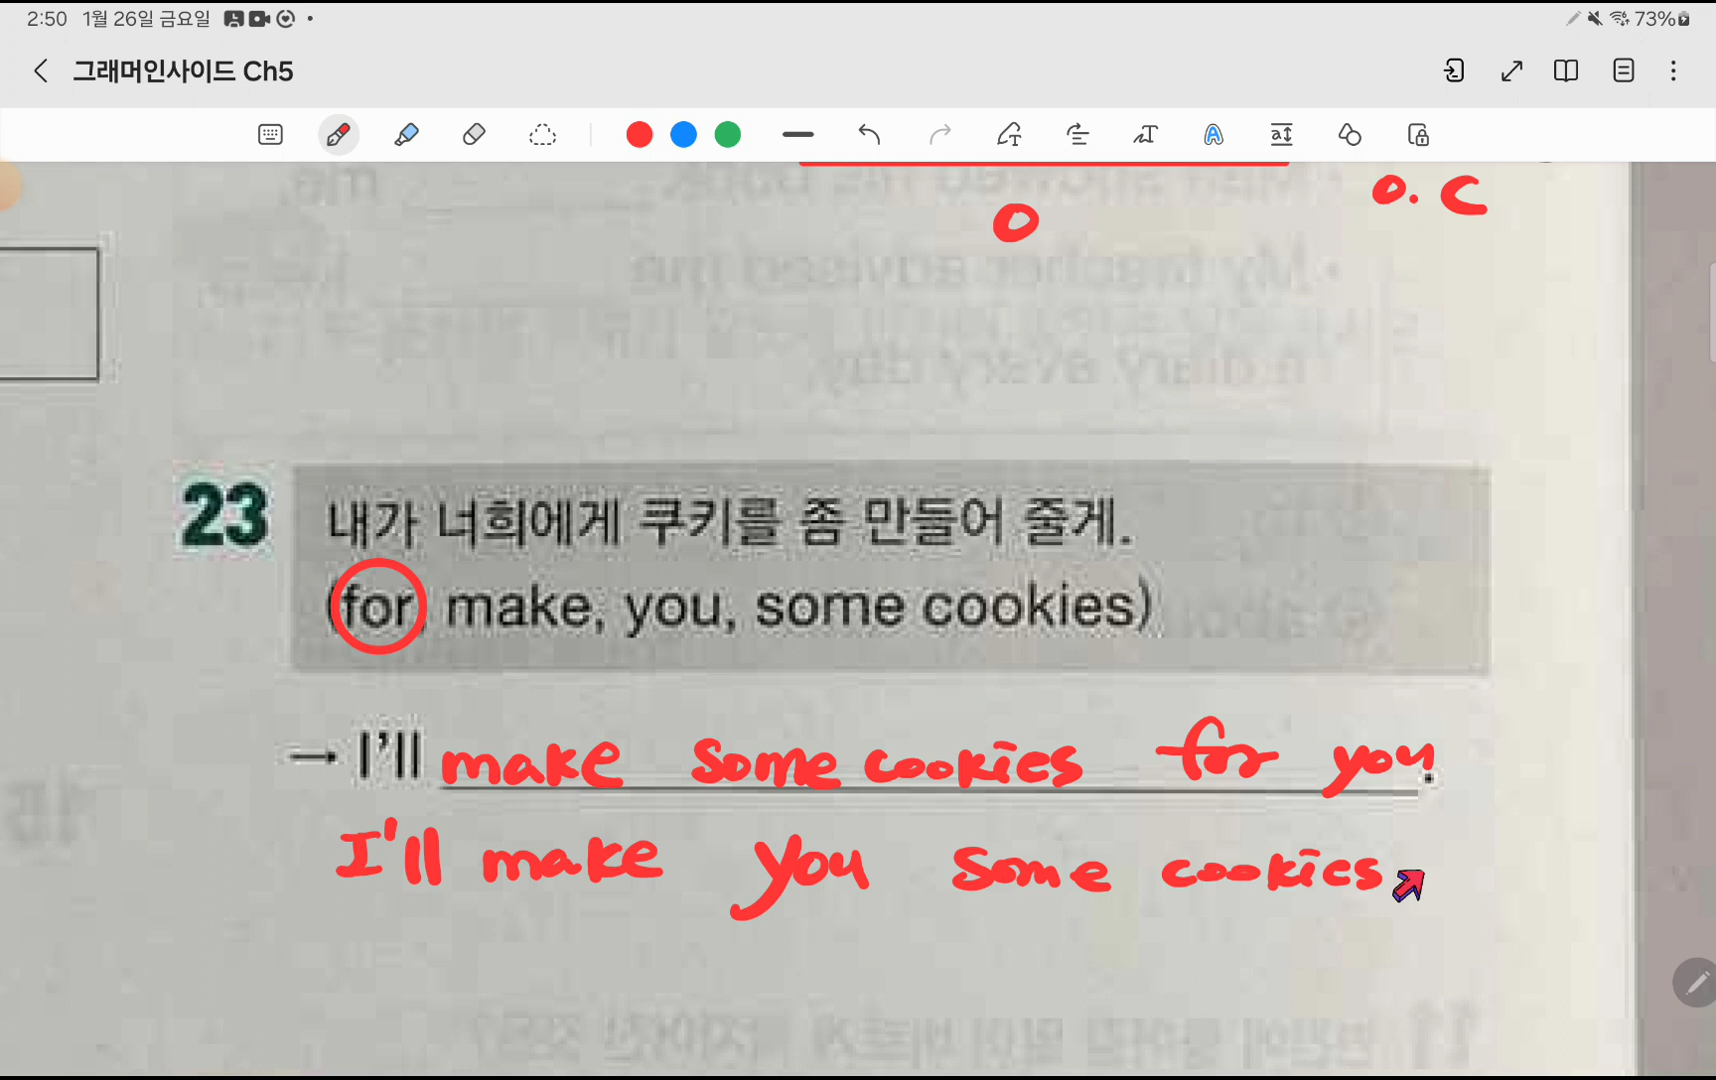 2:50 1월 26일 금요일 73%
그래머인사이드 Ch5
o o.c
23 내가 너희에게 쿠키를 좀 만들어 줄게.
(for, make, you, some cookies)
→ I'll make some cookies for you.
I'll make you some cookies